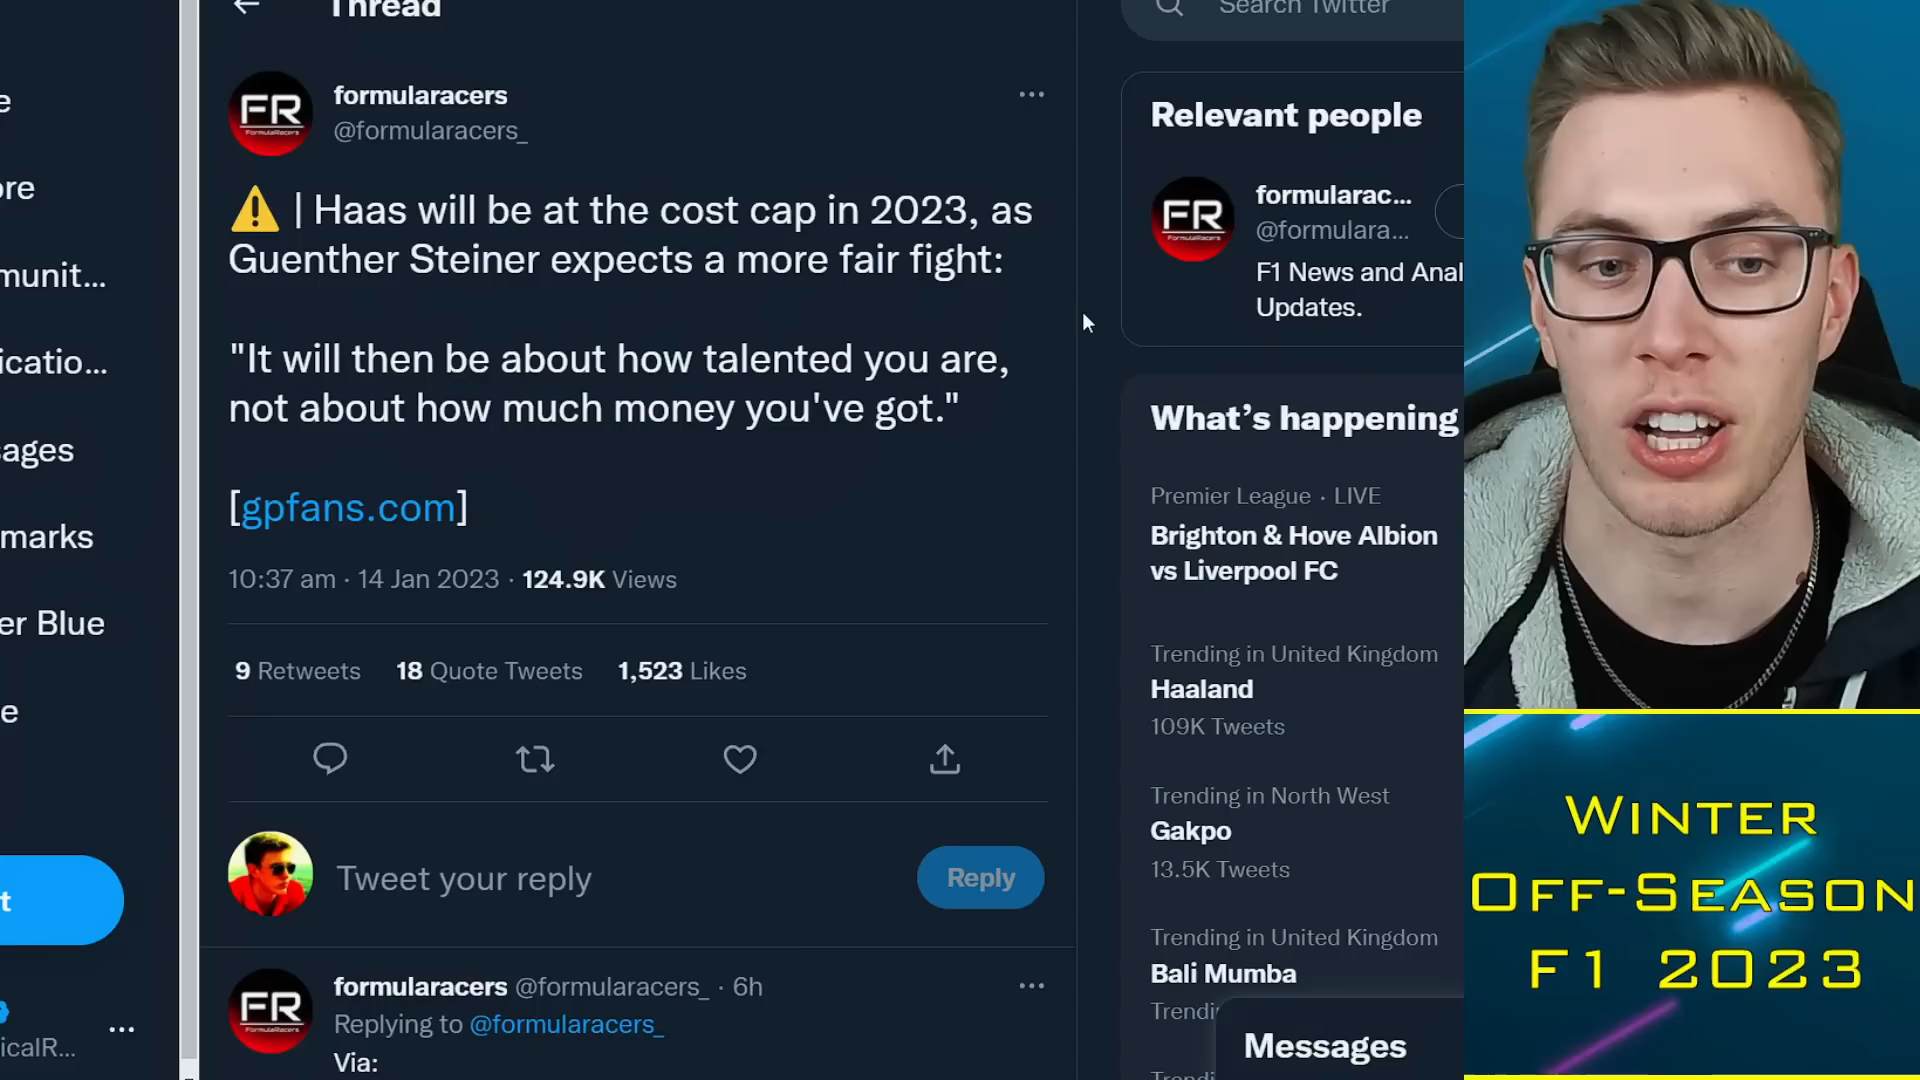 Thread
Search Twitter
formularacers
@formularacers_
⚠️ | Haas will be at the cost cap in 2023, as
Guenther Steiner expects a more fair fight:
"It will then be about how talented you are,
not about how much money you've got."
[gpfans.com]
10:37 am · 14 Jan 2023 · 124.9K Views
9 Retweets 18 Quote Tweets 1,523 Likes
Tweet your reply
Reply
formularacers @formularacers_ · 6h
Replying to @formularacers_
Via:
e
ore
munit...
icatio...
sages
marks
er Blue
e
t
icalR...
Relevant people
FR
FormulaRacers
formularac...
@formulara...
F1 News and Anal
Updates.
What's happening
Premier League · LIVE
Brighton & Hove Albion
vs Liverpool FC
Trending in United Kingdom
Haaland
109K Tweets
Trending in North West
Gakpo
13.5K Tweets
Trending in United Kingdom
Bali Mumba
Trendi
Messages
Trendi
WINTER
OFF-SEASON
F1 2023